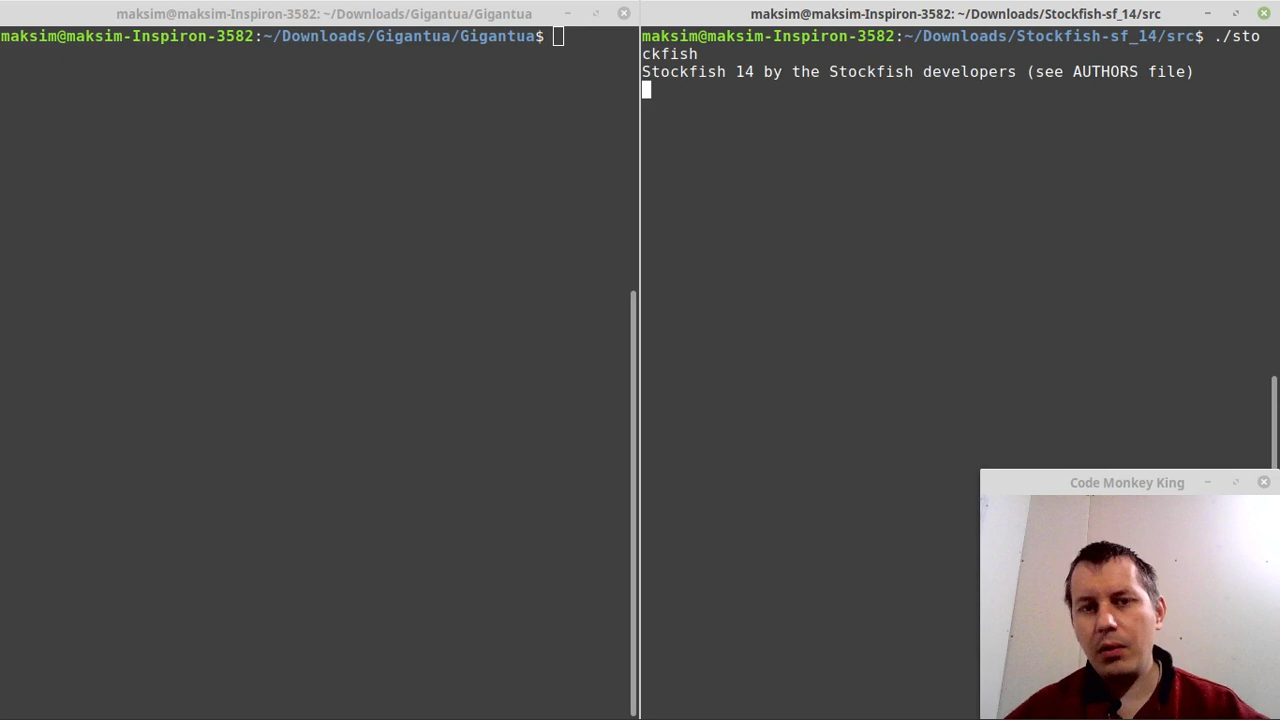 maksim@maksim-Inspiron-3582: ~/Downloads/Gigantua/Gigantua
maksim@maksim-Inspiron-3582:~/Downloads/Gigantua/Gigantua$
maksim@maksim-Inspiron-3582: ~/Downloads/Stockfish-sf_14/src
maksim@maksim-Inspiron-3582:~/Downloads/Stockfish-sf_14/src$ ./sto
ckfish
Stockfish 14 by the Stockfish developers (see AUTHORS file)
Code Monkey King